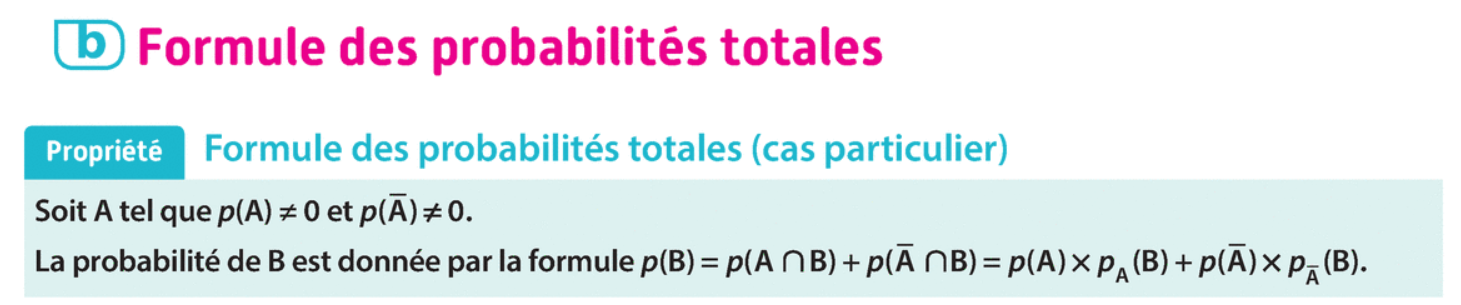 b Formule des probabilités totales
Propriété Formule des probabilités totales (cas particulier)
Soit A tel que p(A) ≠ 0 et p(A̅) ≠ 0.
La probabilité de B est donnée par la formule p(B) = p(A ∩ B) + p(A̅ ∩ B) = p(A) × p_A(B) + p(A̅) × p_A̅(B).